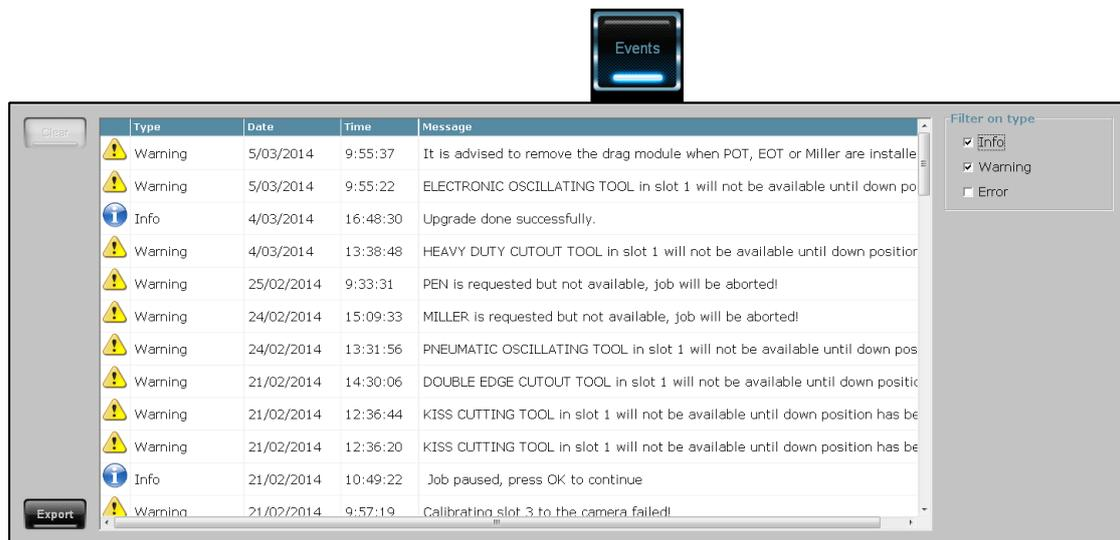 Events
Clear
Type Date Time Message
Warning 5/03/2014 9:55:37 It is advised to remove the drag module when POT, EOT or Miller are installe
Warning 5/03/2014 9:55:22 ELECTRONIC OSCILLATING TOOL in slot 1 will not be available until down po
Info 4/03/2014 16:48:30 Upgrade done successfully.
Warning 4/03/2014 13:38:48 HEAVY DUTY CUTOUT TOOL in slot 1 will not be available until down position
Warning 25/02/2014 9:33:31 PEN is requested but not available, job will be aborted!
Warning 24/02/2014 15:09:33 MILLER is requested but not available, job will be aborted!
Warning 24/02/2014 13:31:56 PNEUMATIC OSCILLATING TOOL in slot 1 will not be available until down pos
Warning 21/02/2014 14:30:06 DOUBLE EDGE CUTOUT TOOL in slot 1 will not be available until down positic
Warning 21/02/2014 12:36:44 KISS CUTTING TOOL in slot 1 will not be available until down position has be
Warning 21/02/2014 12:36:20 KISS CUTTING TOOL in slot 1 will not be available until down position has be
Info 21/02/2014 10:49:22 Job paused, press OK to continue
Warning 21/02/2014 9:57:19 Calibrating slot 3 to the camera failed!
Export
Filter on type
Info
Warning
Error